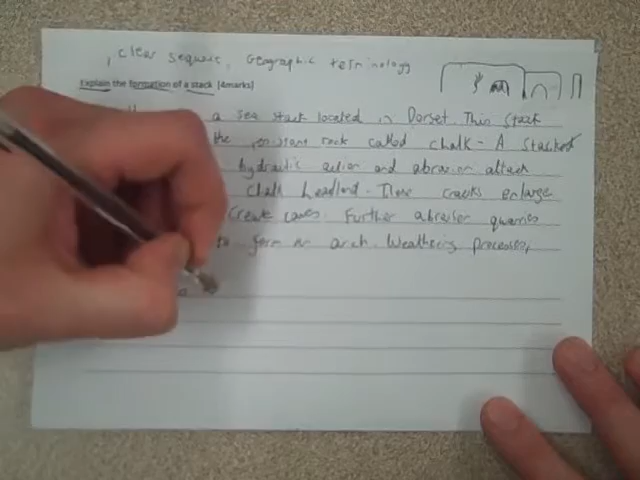 , clear sequence, Geographic terminology
Explain the formation of a stack [4marks]
a sea stack located in Dorset. This stack
the rock called chalk - A stacked
hydraulic action and abrasion attack
chalk headland. These cracks enlarge
create caves. Further abrasion quarries
to form an arch. Weathering processes,